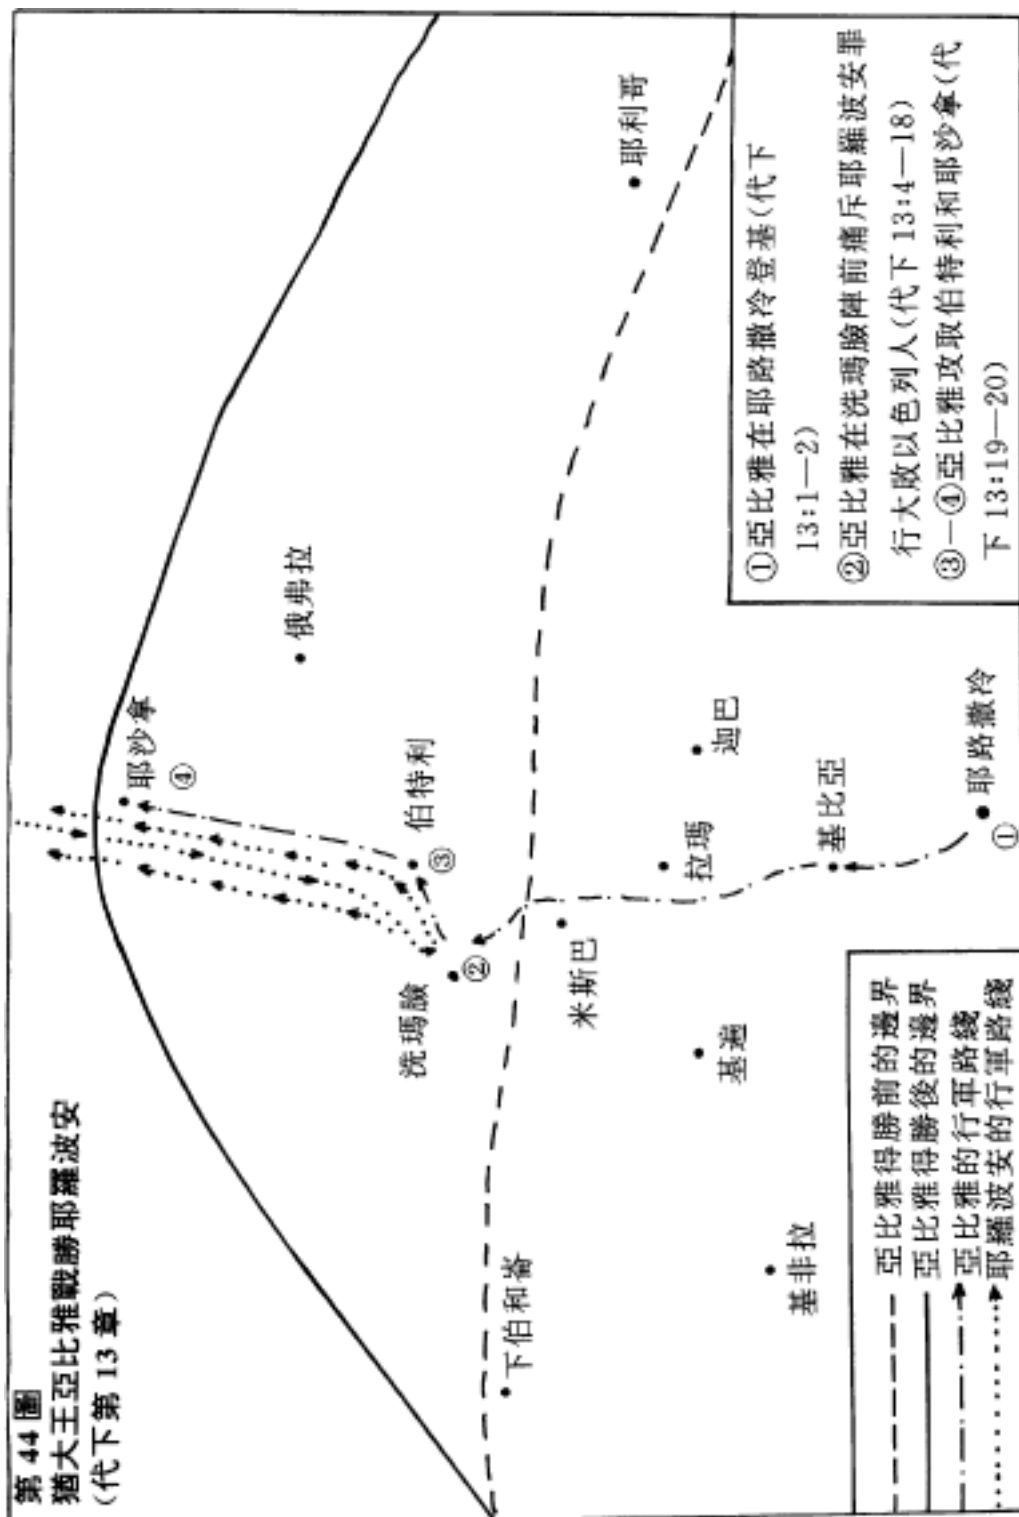 第 44 圖
猶大王亞比雅戰勝耶羅波安
(代下第 13 章)
耶沙拿
④
俄弗拉
耶利哥
伯特利
③
洗瑪臉
②
下伯和崙
米斯巴
拉瑪
迦巴
基遍
基非拉
基比亞
耶路撒冷
①
亞比雅得勝前的邊界
亞比雅得勝後的邊界
亞比雅的行軍路綫
耶羅波安的行軍路綫
①亞比雅在耶路撒冷登基(代下
13:1—2)
②亞比雅在洗瑪臉陣前痛斥耶羅波安罪
行大敗以色列人(代下 13:4—18)
③—④亞比雅攻取伯特利和耶沙拿(代
下 13:19—20)